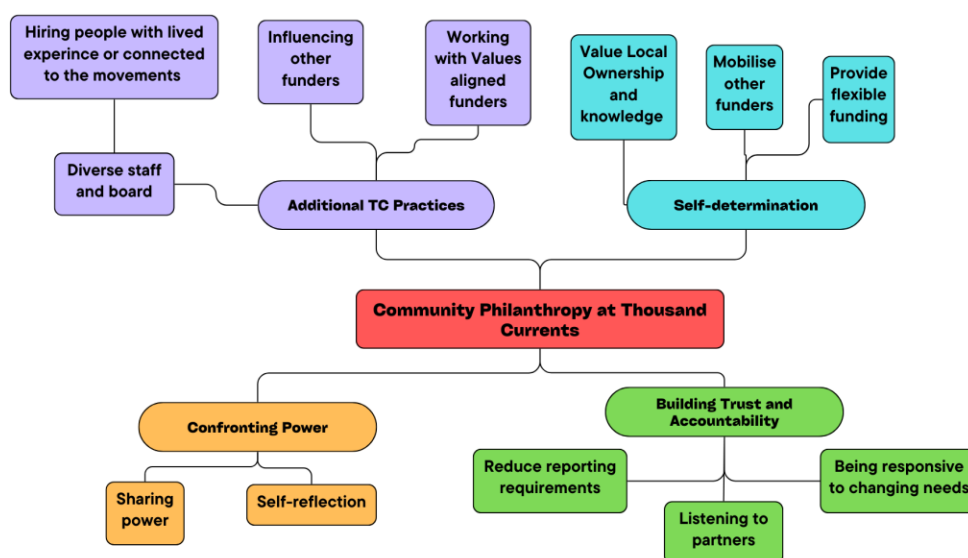 Hiring people with lived
experince or connected
to the movements
Influencing
other
funders
Working
with Values
aligned
funders
Value Local
Ownership
and
knowledge
Mobilise
other
funders
Provide
flexible
funding
Diverse staff
and board
Additional TC Practices
Self-determination
Community Philanthropy at Thousand
Currents
Confronting Power
Building Trust and
Accountability
Sharing
power
Self-reflection
Reduce reporting
requirements
Listening to
partners
Being responsive
to changing needs